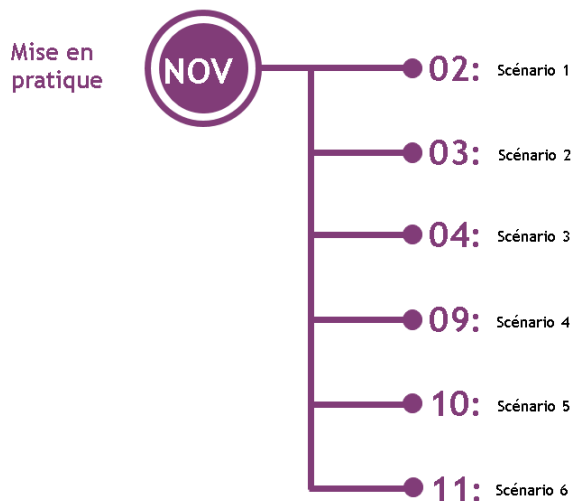 Mise en
pratique
NOV
02: Scénario 1
03: Scénario 2
04: Scénario 3
09: Scénario 4
10: Scénario 5
11: Scénario 6